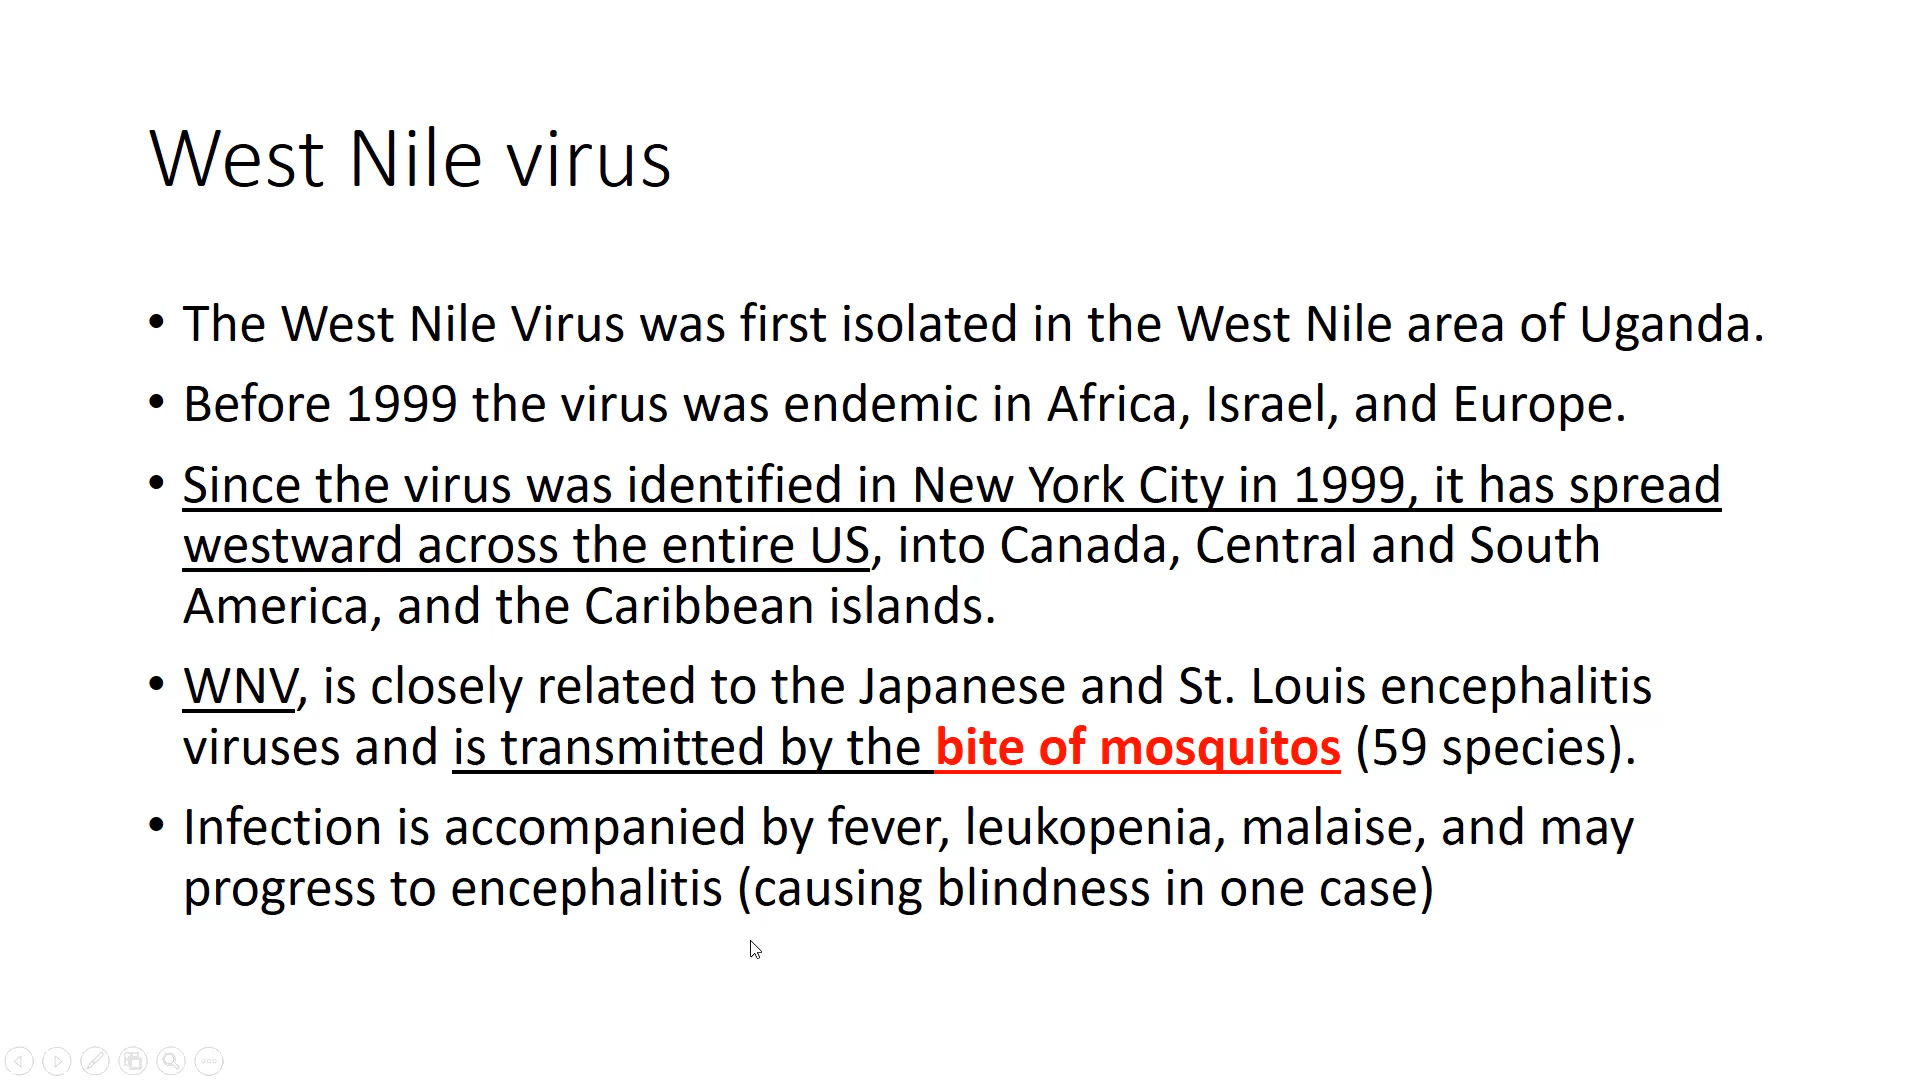 West Nile virus
• The West Nile Virus was first isolated in the West Nile area of Uganda.
• Before 1999 the virus was endemic in Africa, Israel, and Europe.
• Since the virus was identified in New York City in 1999, it has spread
westward across the entire US, into Canada, Central and South
America, and the Caribbean islands.
• WNV, is closely related to the Japanese and St. Louis encephalitis
viruses and is transmitted by the bite of mosquitos (59 species).
• Infection is accompanied by fever, leukopenia, malaise, and may
progress to encephalitis (causing blindness in one case)